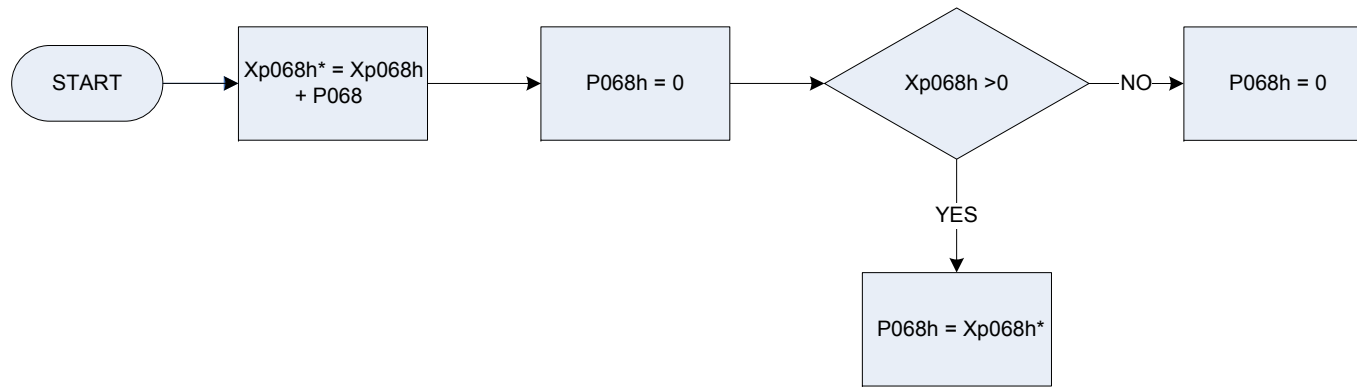 START
Xp068h* = Xp068h
+ P068
P068h = 0
Xp068h >0
NO
P068h = 0
YES
P068h = Xp068h*